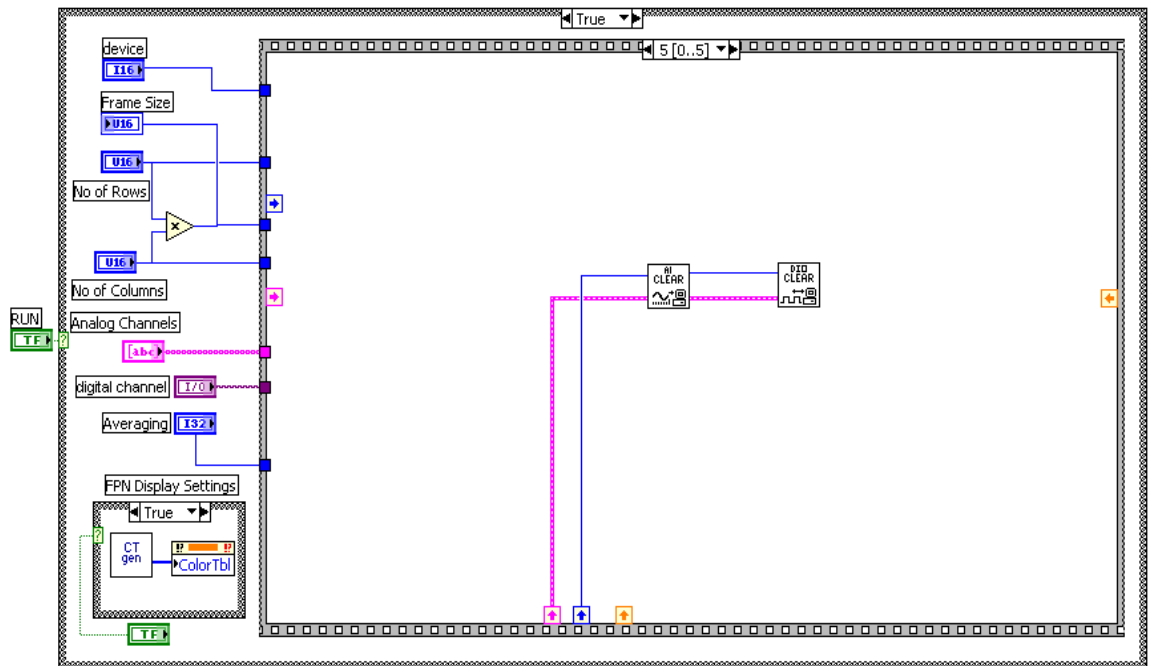 True
5 [0..5]
device
I16
Frame Size
U16
U16
No of Rows
x
U16
No of Columns
RUN
TF
?
Analog Channels
[abc]
digital channel
I/O
Averaging
I32
FPN Display Settings
True
?
CT
gen
!? !?
ColorTbl
TF
AI
CLEAR
DIO
CLEAR